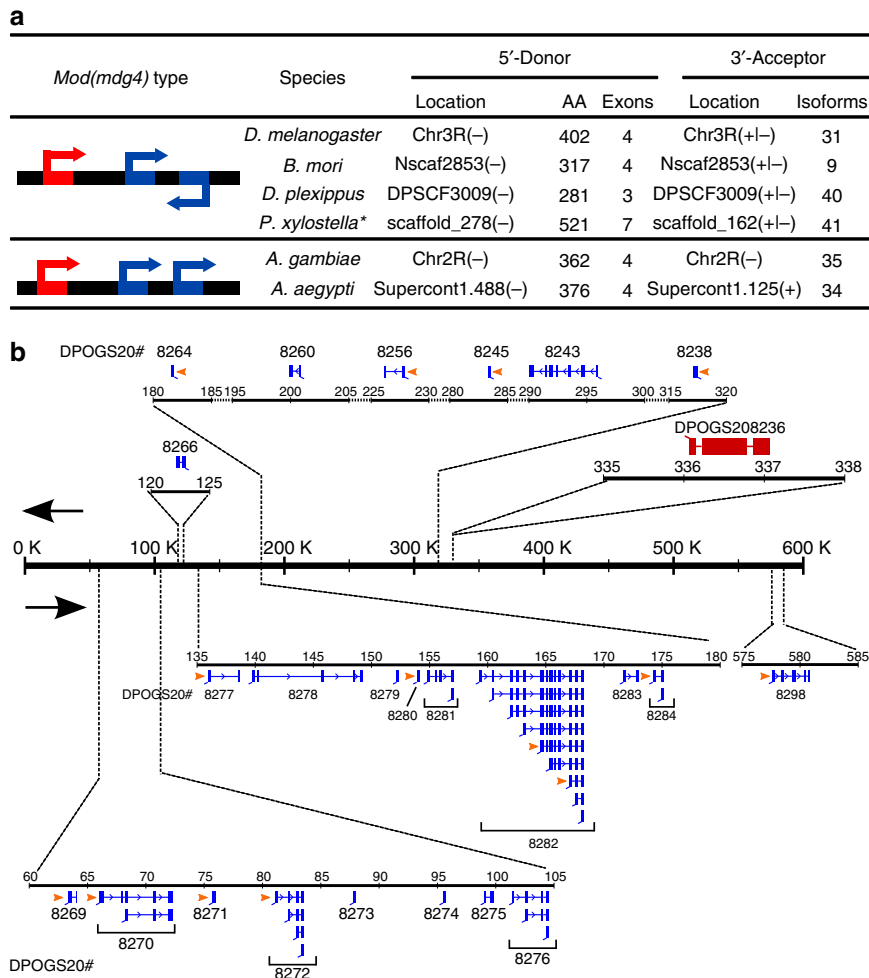 a
Mod(mdg4) type Species 5′-Donor 3′-Acceptor
Location AA Exons Location Isoforms
D. melanogaster Chr3R(–) 402 4 Chr3R(+|–) 31
B. mori Nscaf2853(–) 317 4 Nscaf2853(+|–) 9
D. plexippus DPSCF3009(–) 281 3 DPSCF3009(+|–) 40
P. xylostella* scaffold_278(–) 521 7 scaffold_162(+|–) 41
A. gambiae Chr2R(–) 362 4 Chr2R(–) 35
A. aegypti Supercont1.488(–) 376 4 Supercont1.125(+) 34
b
DPOGS20# 8264 8260 8256 8245 8243 8238
180 185 195 200 205 225 230 280 285 290 295 300 315 320
DPOGS208236
8266
335 336 337 338
120 125
0 K 100 K 200 K 300 K 400 K 500 K 600 K
135 140 145 150 155 160 165 170 175 180 575 580 585
DPOGS20# 8277 8278 8279 8280 8281 8283 8284 8298
8282
60 65 70 75 80 85 90 95 100 105
8269 8271 8273 8274 8275
8270 8276
DPOGS20# 8272